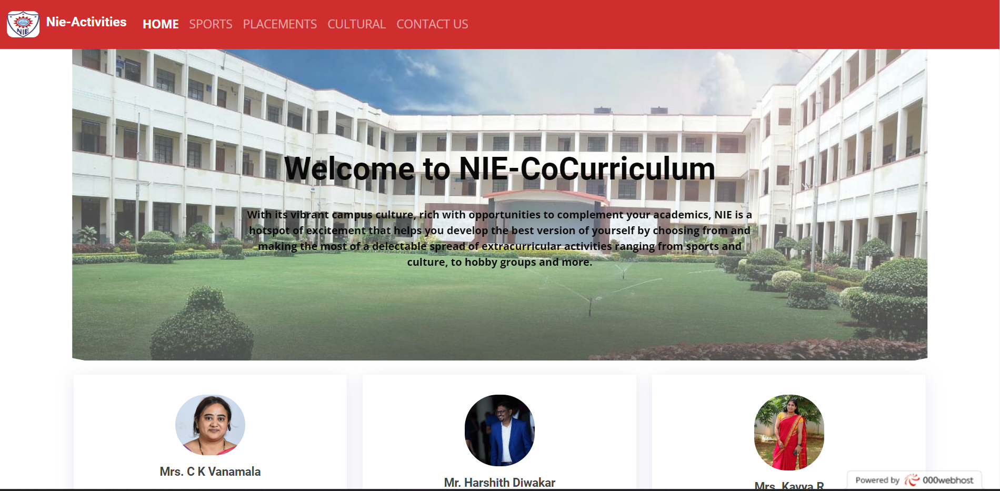 NIE
Nie-Activities
HOME SPORTS PLACEMENTS CULTURAL CONTACT US
Welcome to NIE-CoCurriculum
With its vibrant campus culture, rich with opportunities to complement your academics, NIE is a
hotspot of excitement that helps you develop the best version of yourself by choosing from and
making the most of a delectable spread of extracurricular activities ranging from sports and
culture, to hobby groups and more.
Mrs. C K Vanamala
Mr. Harshith Diwakar
Mrs. Kavya R
Powered by 000webhost